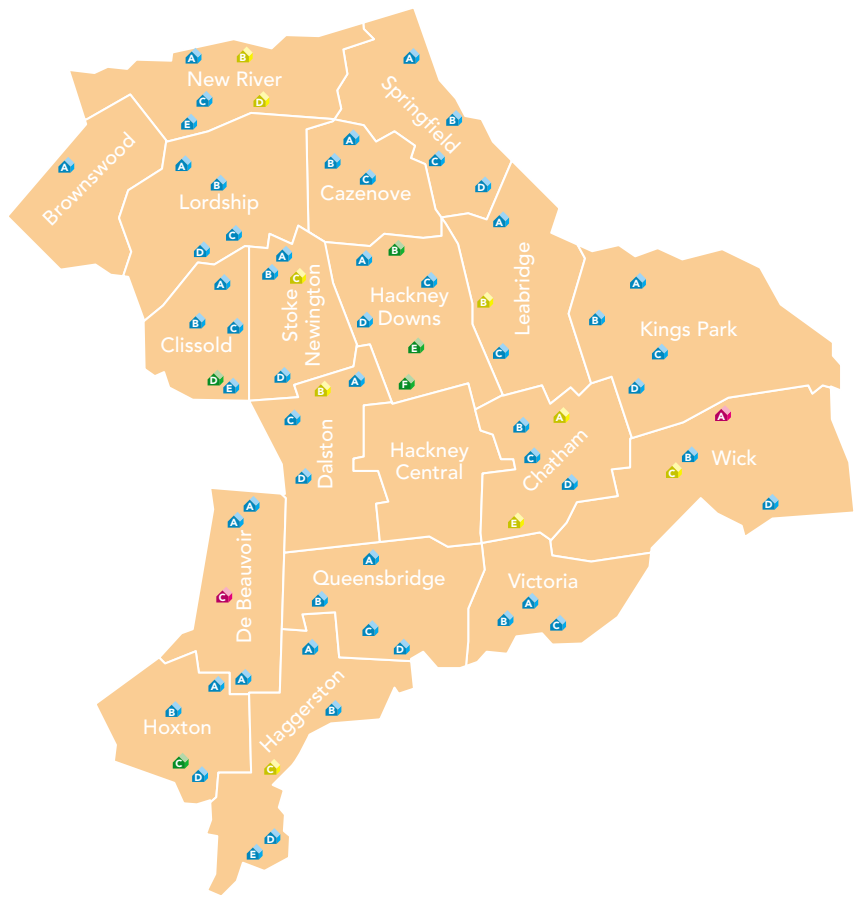 A
B
New River
C
D
E
A
Springfield
B
C
D
A
Brownswood
A
B
Lordship
C
D
A
B
C
Cazenove
A
B
Leabridge
C
A
B
C
Stoke
Newington
D
A
B
C
Hackney
Downs
D
E
F
A
B
C
Clissold
D
E
A
B
Kings Park
C
D
A
B
C
Dalston
D
Hackney
Central
A
B
C
Chatham
D
E
A
B
Wick
C
D
A
A
C
De Beauvoir
A
A
Queensbridge
B
C
D
Victoria
A
B
C
A
B
Hoxton
C
D
A
B
Haggerston
C
D
E